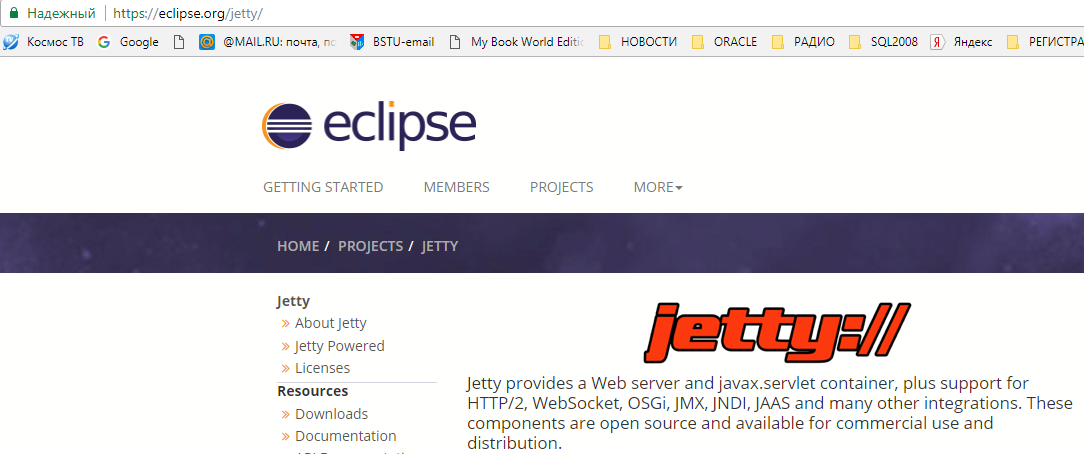 Надежный https://eclipse.org/jetty/
Космос ТВ Google @MAIL.RU: почта, по BSTU-email My Book World Editio НОВОСТИ ORACLE РАДИО SQL2008 Яндекс РЕГИСТРА
eclipse
GETTING STARTED MEMBERS PROJECTS MORE
HOME / PROJECTS / JETTY
Jetty
About Jetty
Jetty Powered
Licenses
Resources
Downloads
Documentation
jetty://
Jetty provides a Web server and javax.servlet container, plus support for
HTTP/2, WebSocket, OSGi, JMX, JNDI, JAAS and many other integrations. These
components are open source and available for commercial use and
distribution.